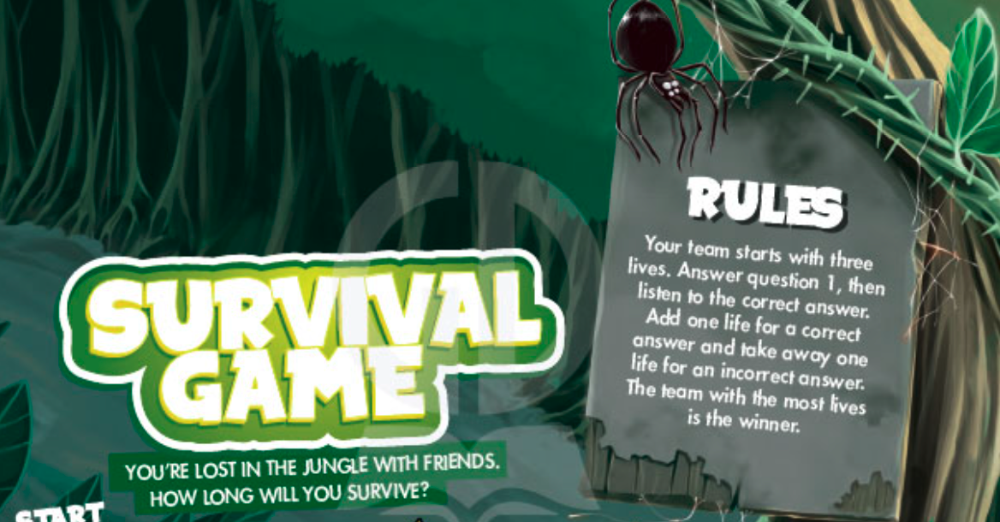 SURVIVAL
GAME
YOU'RE LOST IN THE JUNGLE WITH FRIENDS.
HOW LONG WILL YOU SURVIVE?
START
RULES
Your team starts with three
lives. Answer question 1, then
listen to the correct answer.
Add one life for a correct
answer and take away one
life for an incorrect answer.
The team with the most lives
is the winner.